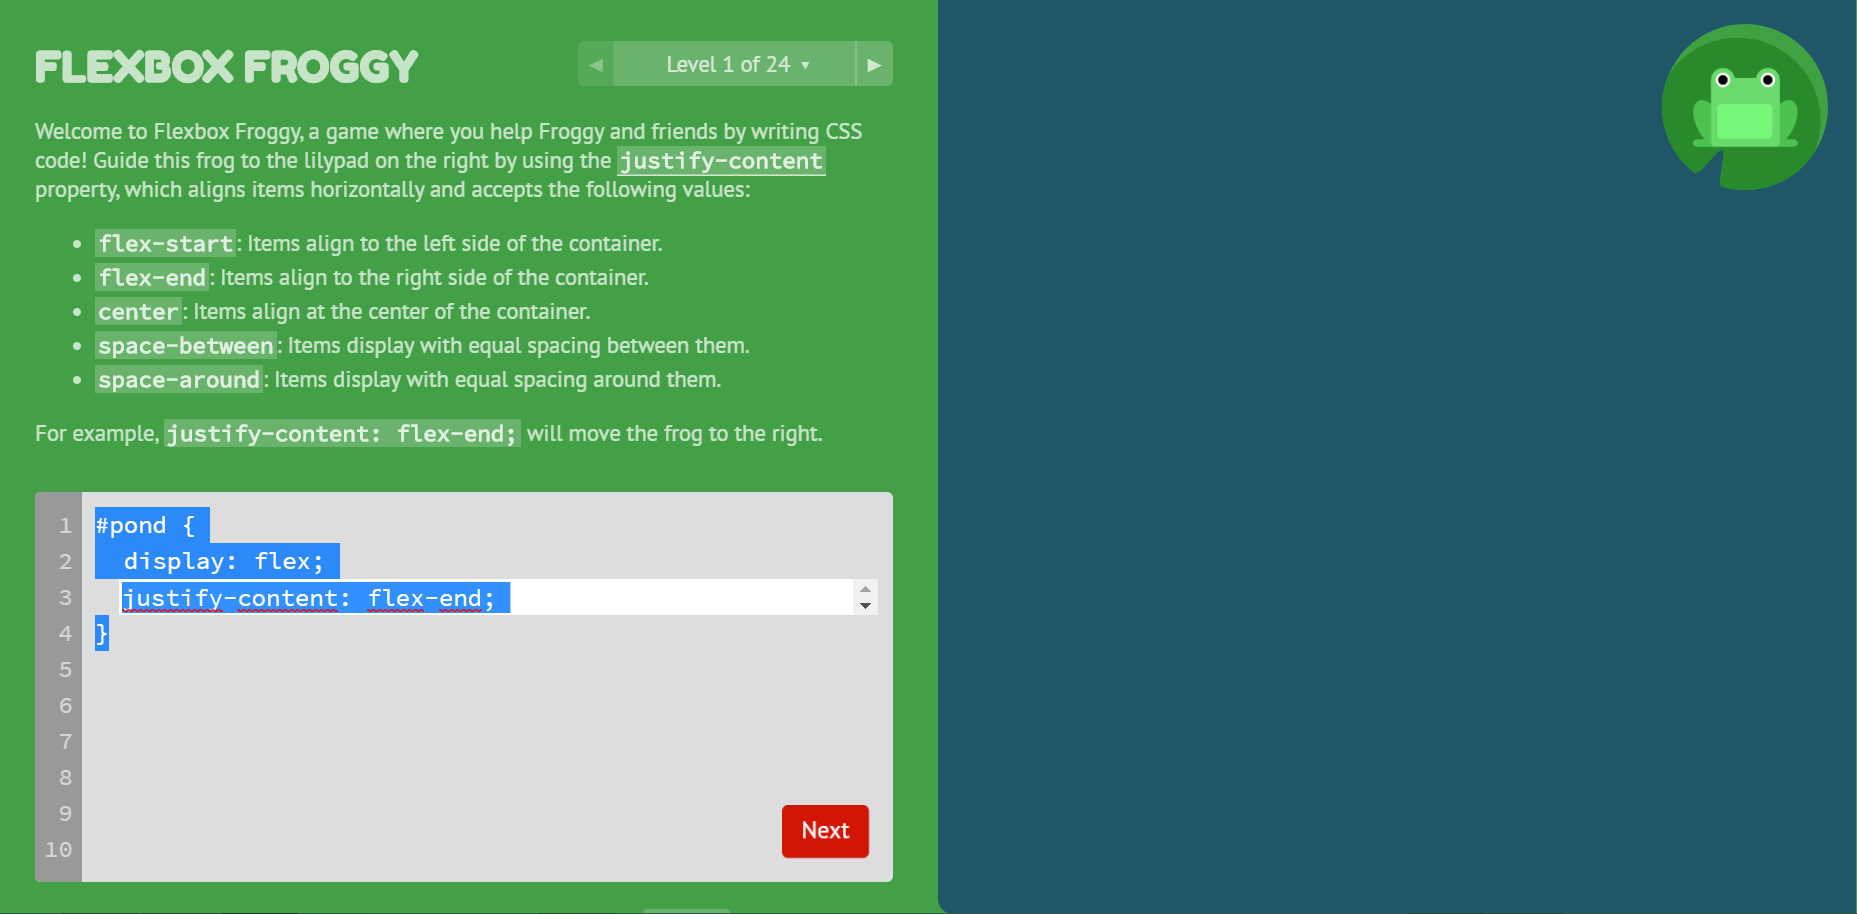 FLEXBOX FROGGY
◀ Level 1 of 24 ▼ ▶
Welcome to Flexbox Froggy, a game where you help Froggy and friends by writing CSS
code! Guide this frog to the lilypad on the right by using the justify-content
property, which aligns items horizontally and accepts the following values:
• flex-start: Items align to the left side of the container.
• flex-end: Items align to the right side of the container.
• center: Items align at the center of the container.
• space-between: Items display with equal spacing between them.
• space-around: Items display with equal spacing around them.
For example, justify-content: flex-end; will move the frog to the right.
1 #pond {
2 display: flex;
3 justify-content: flex-end;
4 }
5
6
7
8
9
10
Next